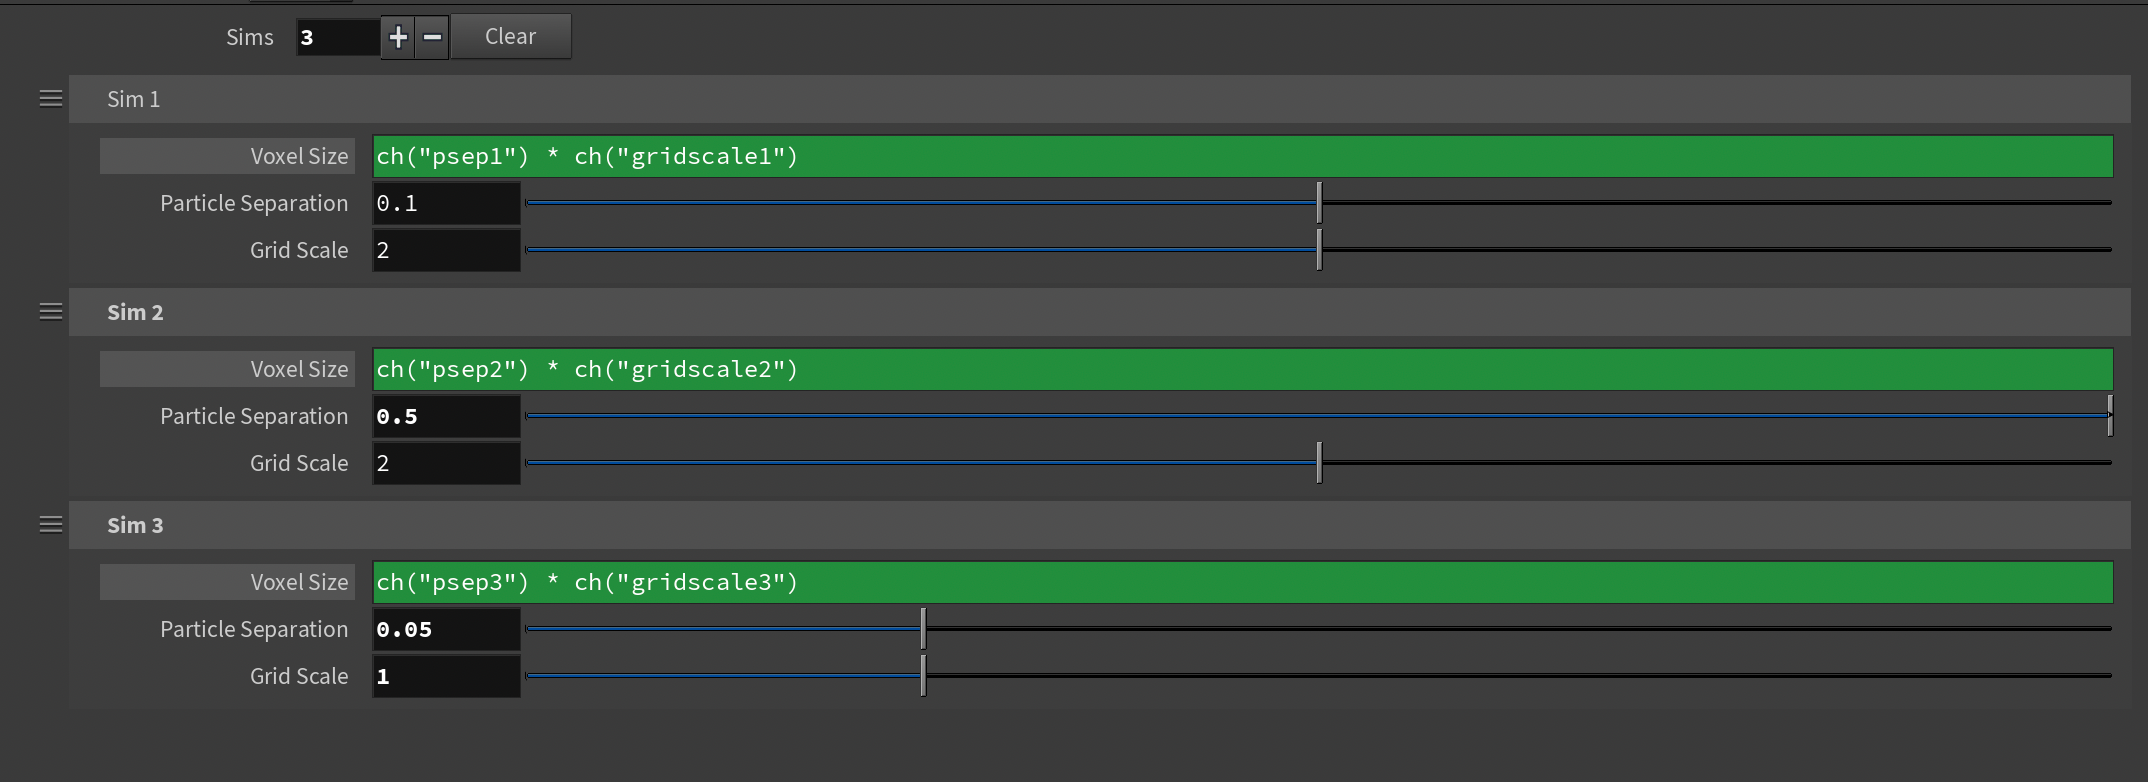 Sims 3 Clear
Sim 1
Voxel Size ch("psep1") * ch("gridscale1")
Particle Separation 0.1
Grid Scale 2
Sim 2
Voxel Size ch("psep2") * ch("gridscale2")
Particle Separation 0.5
Grid Scale 2
Sim 3
Voxel Size ch("psep3") * ch("gridscale3")
Particle Separation 0.05
Grid Scale 1